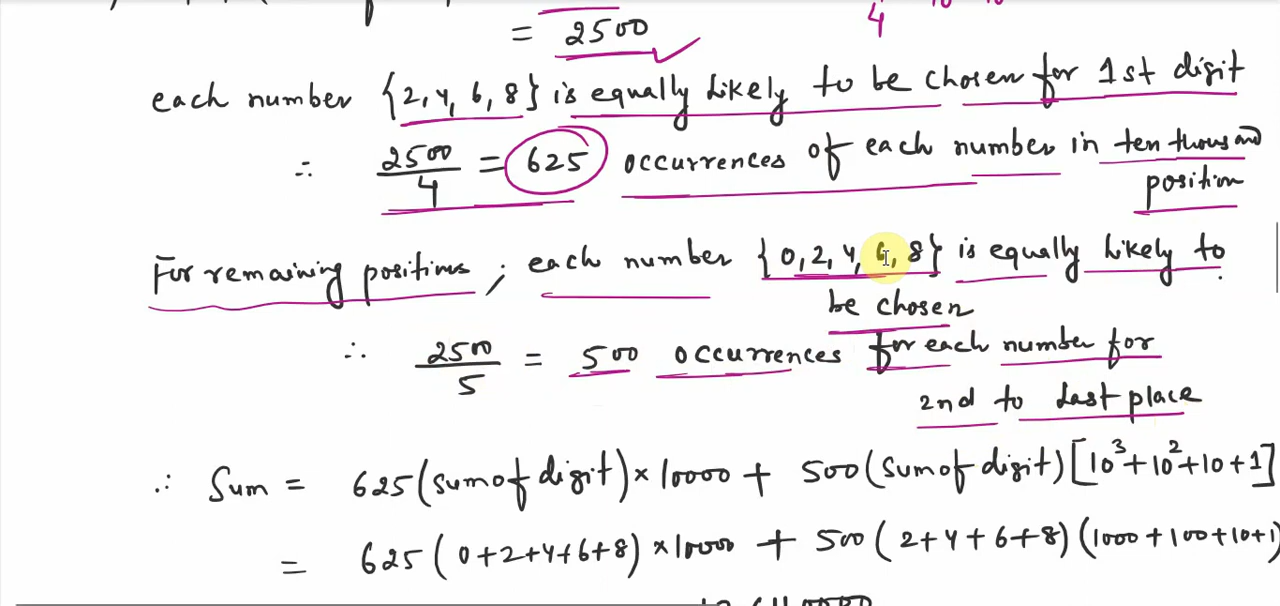 = 2500
4
each number {2, 4, 6, 8} is equally likely to be chosen for 1st digit
∴ 2500/4 = 625 occurrences of each number in ten thousand
position
For remaining positions ; each number {0, 2, 4, 6, 8} is equally likely to
be chosen
∴ 2500/5 = 500 occurrences for each number for
2nd to last place
∴ Sum = 625 (sum of digit) × 10000 + 500 (sum of digit) [10³ + 10² + 10 + 1]
= 625 (0+2+4+6+8) × 10000 + 500 (2+4+6+8) (1000+100+10+1)